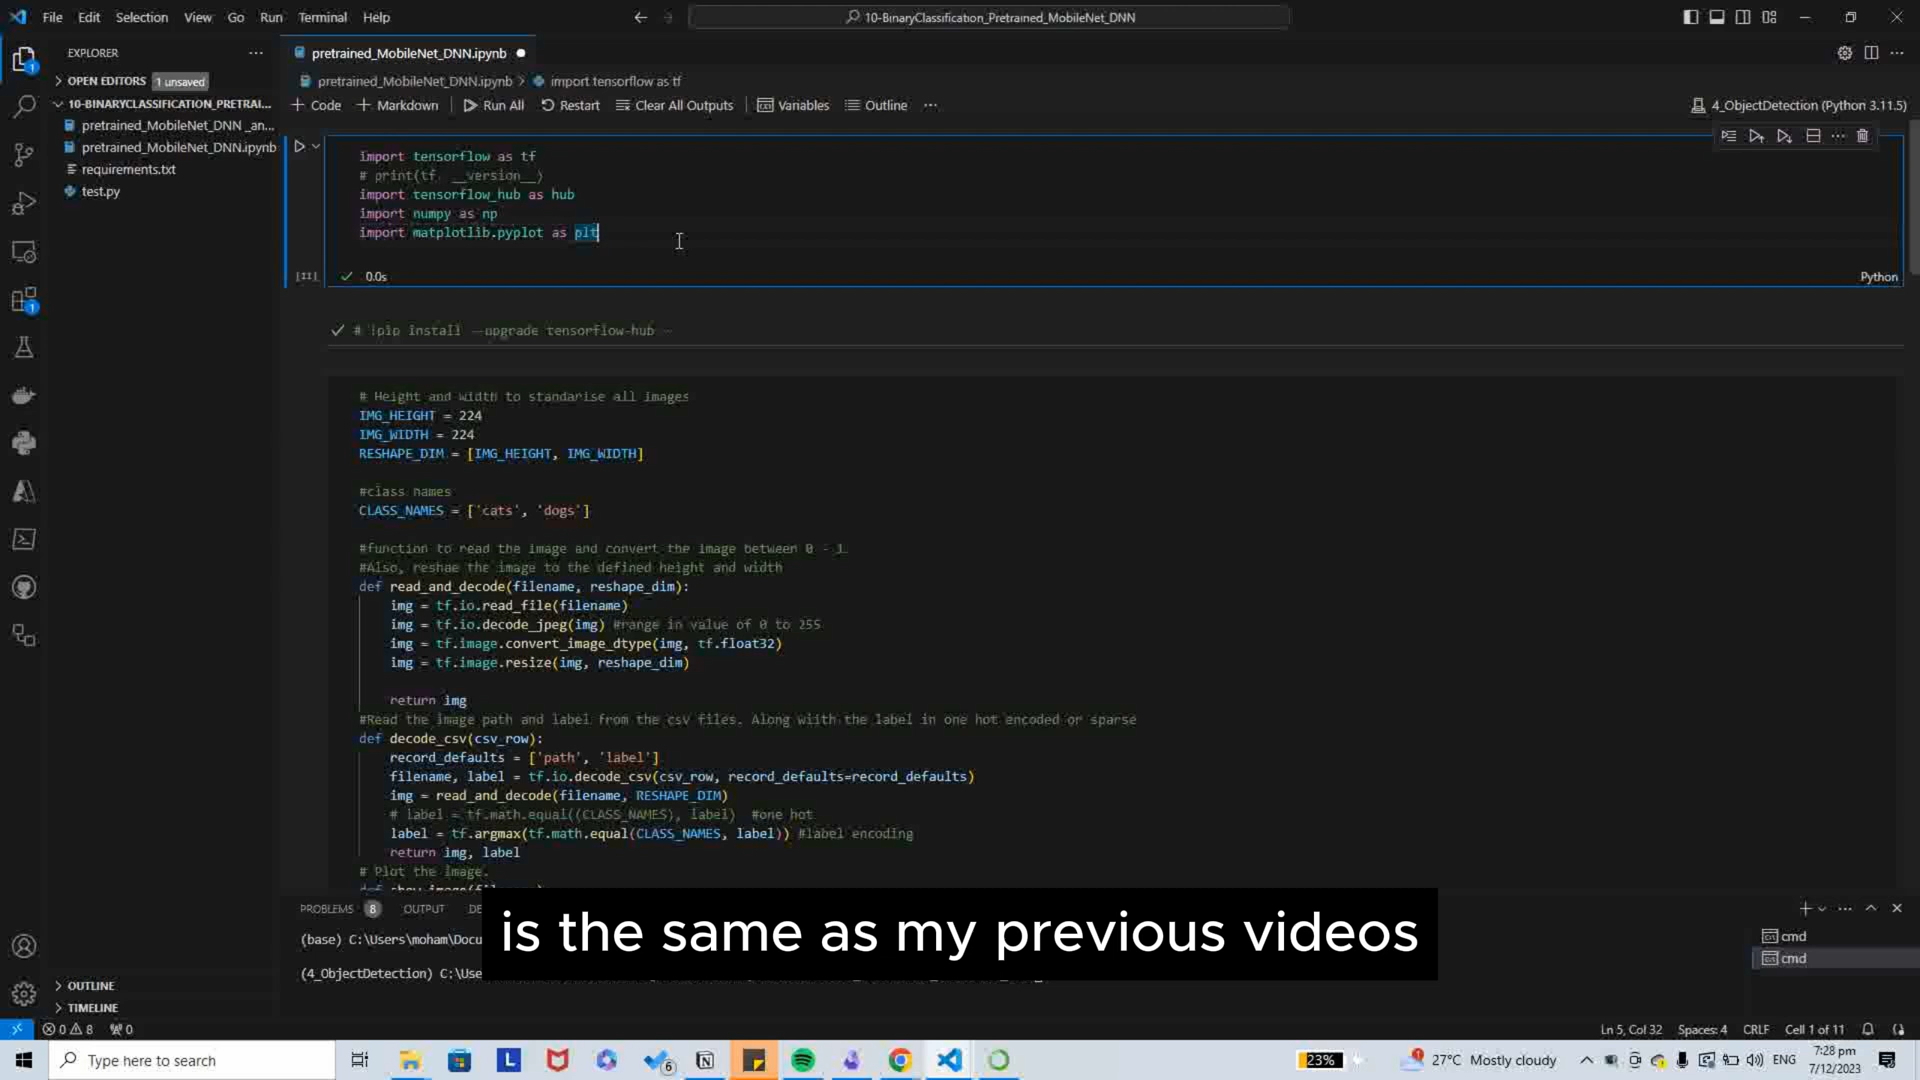 File Edit Selection View Go Run Terminal Help
10-BinaryClassification_Pretrained_MobileNet_DNN
EXPLORER
pretrained_MobileNet_DNN.ipynb
OPEN EDITORS 1 unsaved
pretrained_MobileNet_DNN.ipynb > import tensorflow as tf
10-BINARYCLASSIFICATION_PRETRAI...
+ Code + Markdown Run All Restart Clear All Outputs Variables Outline ...
4_ObjectDetection (Python 3.11.5)
pretrained_MobileNet_DNN _an...
pretrained_MobileNet_DNN.ipynb
requirements.txt
test.py
import tensorflow as tf
# print(tf. __version__)
import tensorflow_hub as hub
import numpy as np
import matplotlib.pyplot as plt
0.0s
Python
# !pip install --upgrade tensorflow-hub
# Height and width to standarise all images
IMG_HEIGHT = 224
IMG_WIDTH = 224
RESHAPE_DIM = [IMG_HEIGHT, IMG_WIDTH]
#class names
CLASS_NAMES = ['cats', 'dogs']
#function to read the image and convert the image between 0 - 1.
#Also, reshae the image to the defined height and width
def read_and_decode(filename, reshape_dim):
img = tf.io.read_file(filename)
img = tf.io.decode_jpeg(img) #range in value of 0 to 255
img = tf.image.convert_image_dtype(img, tf.float32)
img = tf.image.resize(img, reshape_dim)
return img
#Read the image path and label from the csv files. Along wiith the label in one hot encoded or sparse
def decode_csv(csv_row):
record_defaults = ['path', 'label']
filename, label = tf.io.decode_csv(csv_row, record_defaults=record_defaults)
img = read_and_decode(filename, RESHAPE_DIM)
# label = tf.math.equal((CLASS_NAMES), label) #one hot
label = tf.argmax(tf.math.equal(CLASS_NAMES, label)) #label encoding
return img, label
# Plot the image.
PROBLEMS 8 OUTPUT DE
(base) C:\Users\moham\Docu
(4_ObjectDetection) C:\Use
is the same as my previous videos
cmd
cmd
OUTLINE
TIMELINE
0 8 0
Ln 5, Col 32 Spaces: 4 CRLF Cell 1 of 11
Type here to search
6
23%
27°C Mostly cloudy
ENG
7:28 pm
7/12/2023